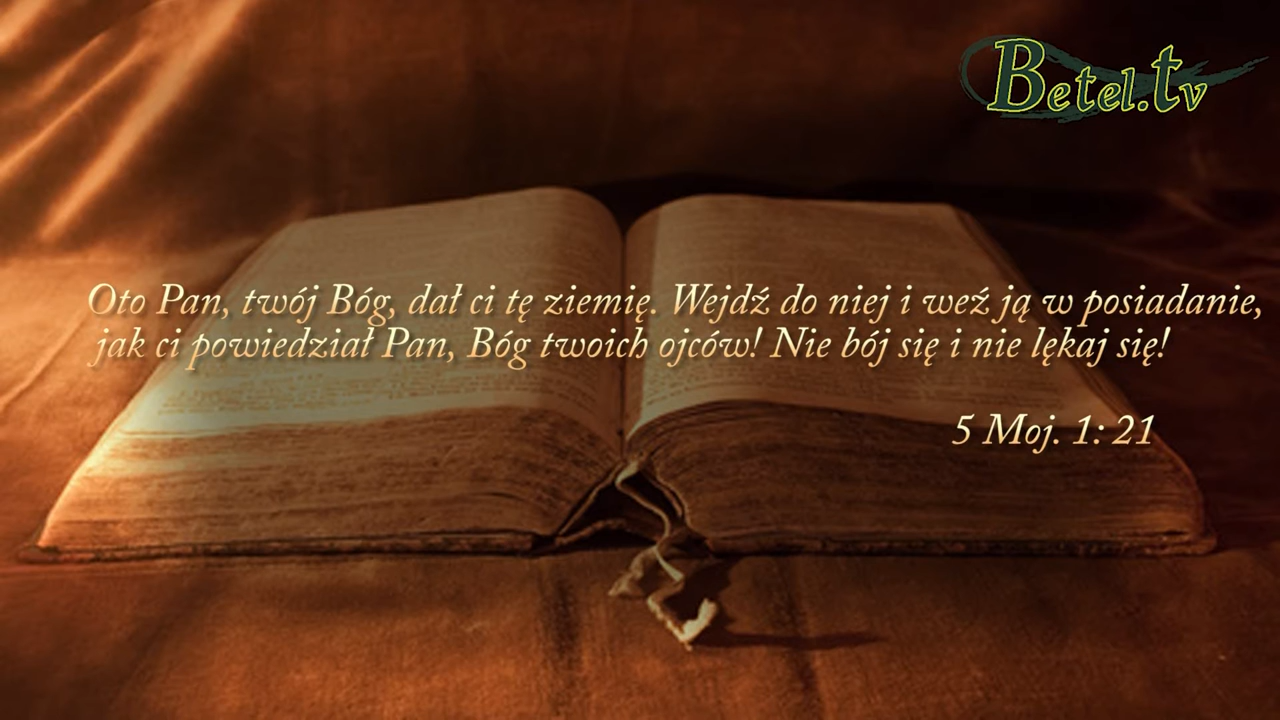 Betel.tv
Oto Pan, twój Bóg, dał ci tę ziemię. Wejdź do niej i weź ją w posiadanie,
jak ci powiedział Pan, Bóg twoich ojców! Nie bój się i nie lękaj się!
5 Moj. 1: 21